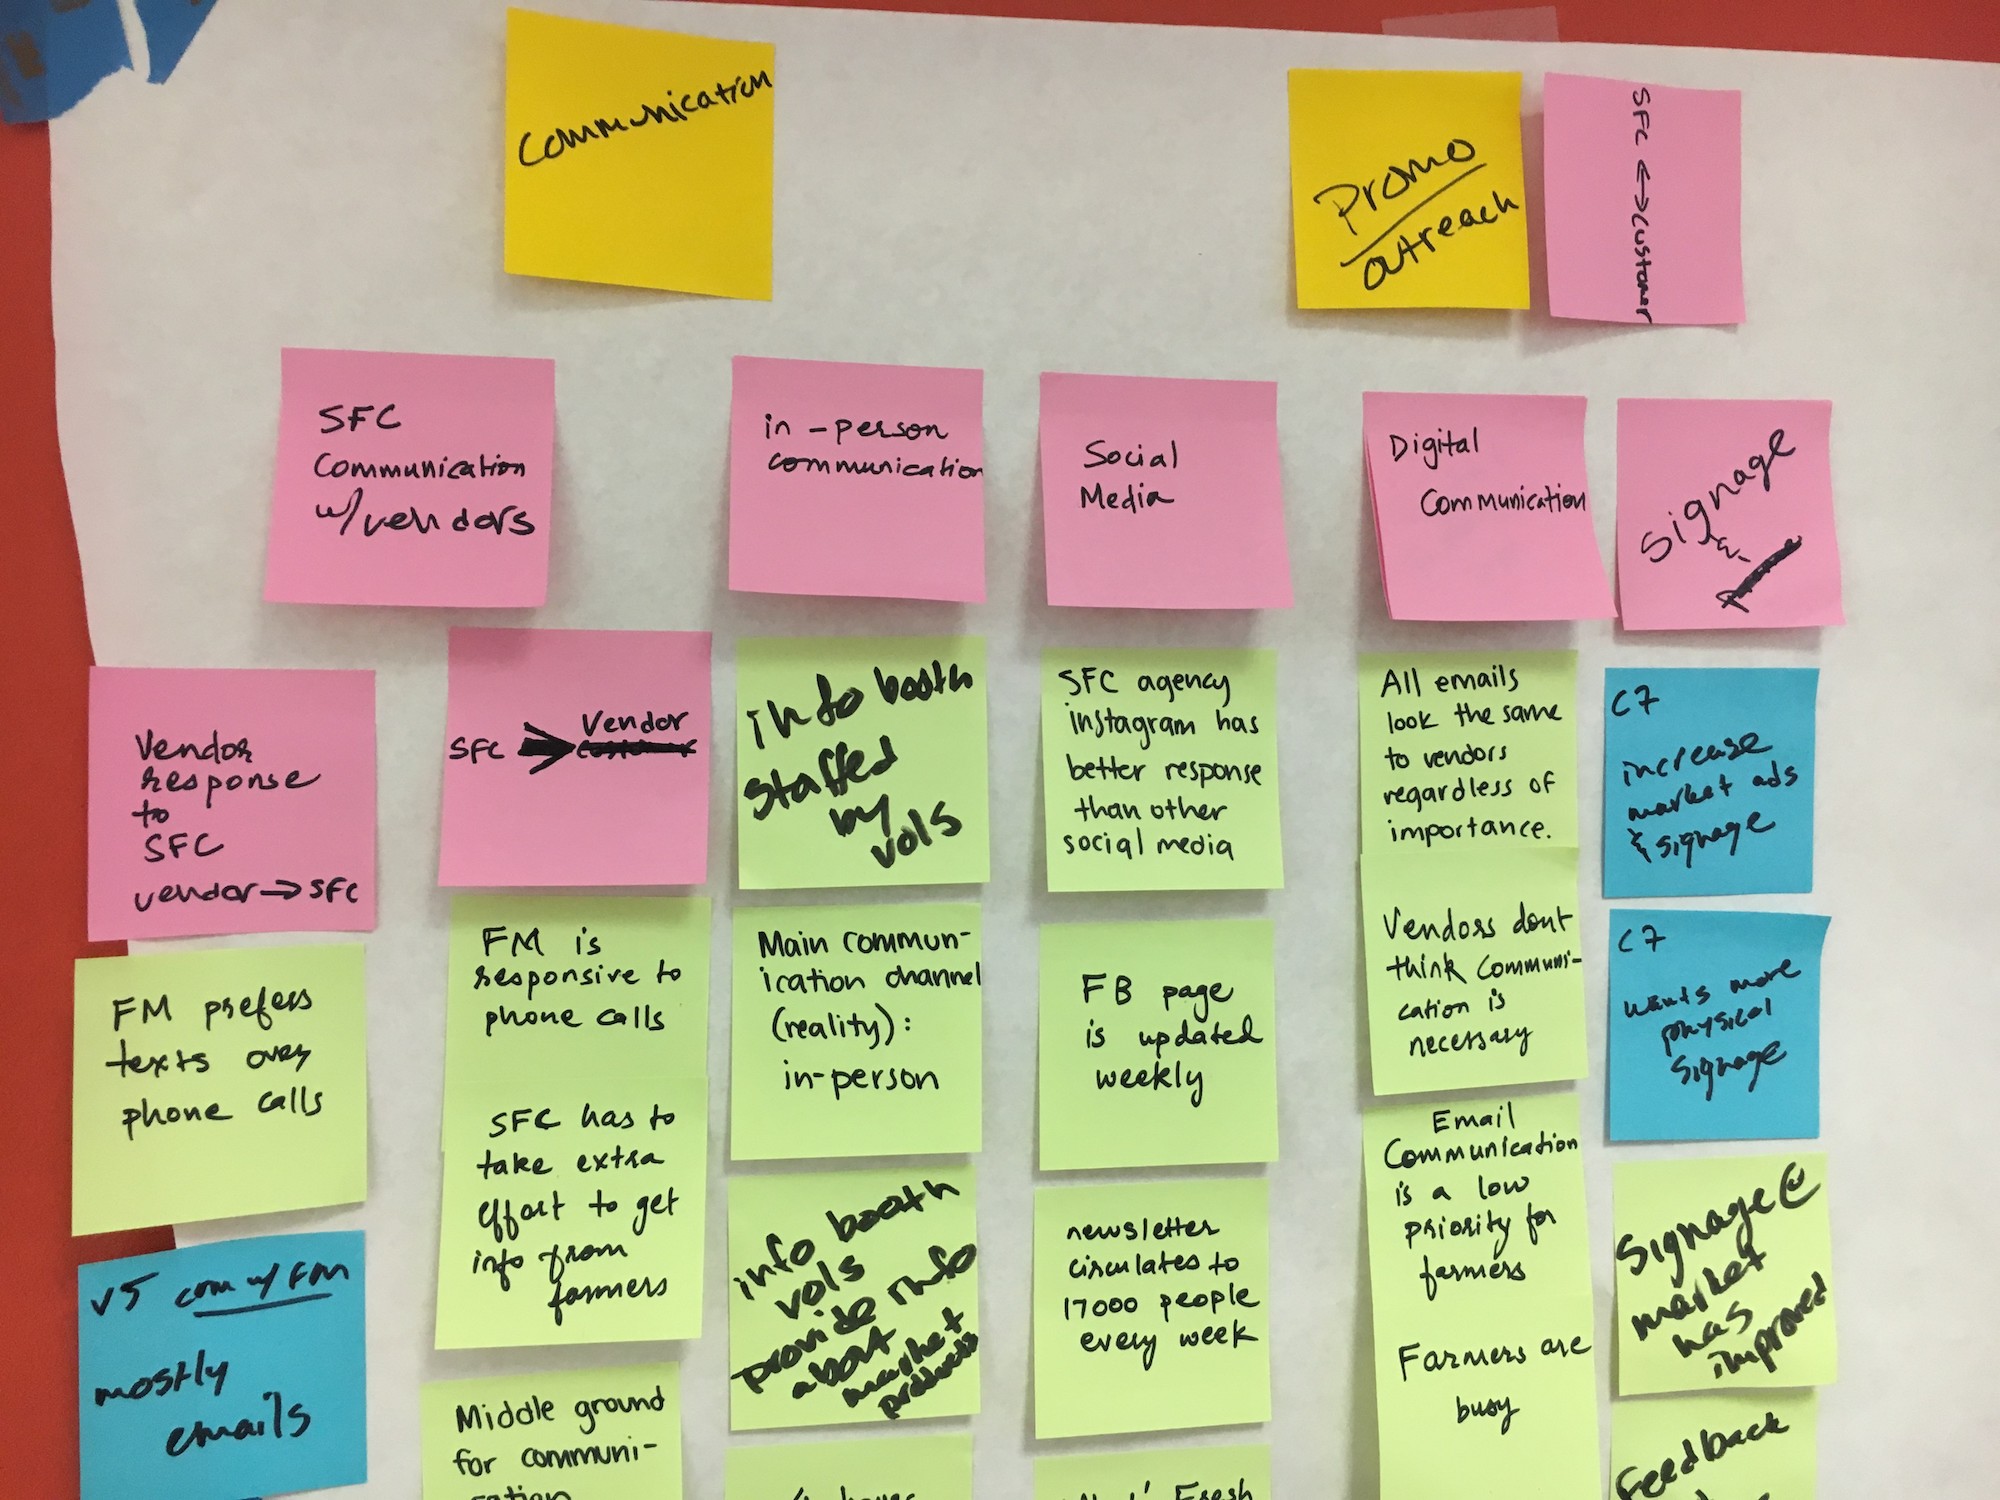 Communication
Promo
outreach
SFC <-> customer
SFC
Communication
w/vendors
in-person
communication
Social
Media
Digital
Communication
Signage
&
Vendor
response
to
SFC
vendor → SFC
FM prefers
texts over
phone calls
V5 com w/ FM
mostly
emails
Vendor
SFC →
FM is
responsive to
phone calls
SFC has to
take extra
effort to get
info from
farmers
Middle ground
for communi-
cation
info booth
staffed
by
vols
Main commun-
ication channel
(reality):
in-person
info booth
vols
provide info
about
market
products
SFC agency
instagram has
better response
than other
social media
FB page
is updated
weekly
newsletter
circulates to
17000 people
every week
Fresh
All emails
look the same
to vendors
regardless of
importance.
Vendors dont
think communi-
cation is
necessary
Email
Communication
is a low
priority for
farmers
Farmers are
busy
C7
increase
market ads
& signage
C7
wants more
physical
signage
Signage @
market
has
improved
Feedback